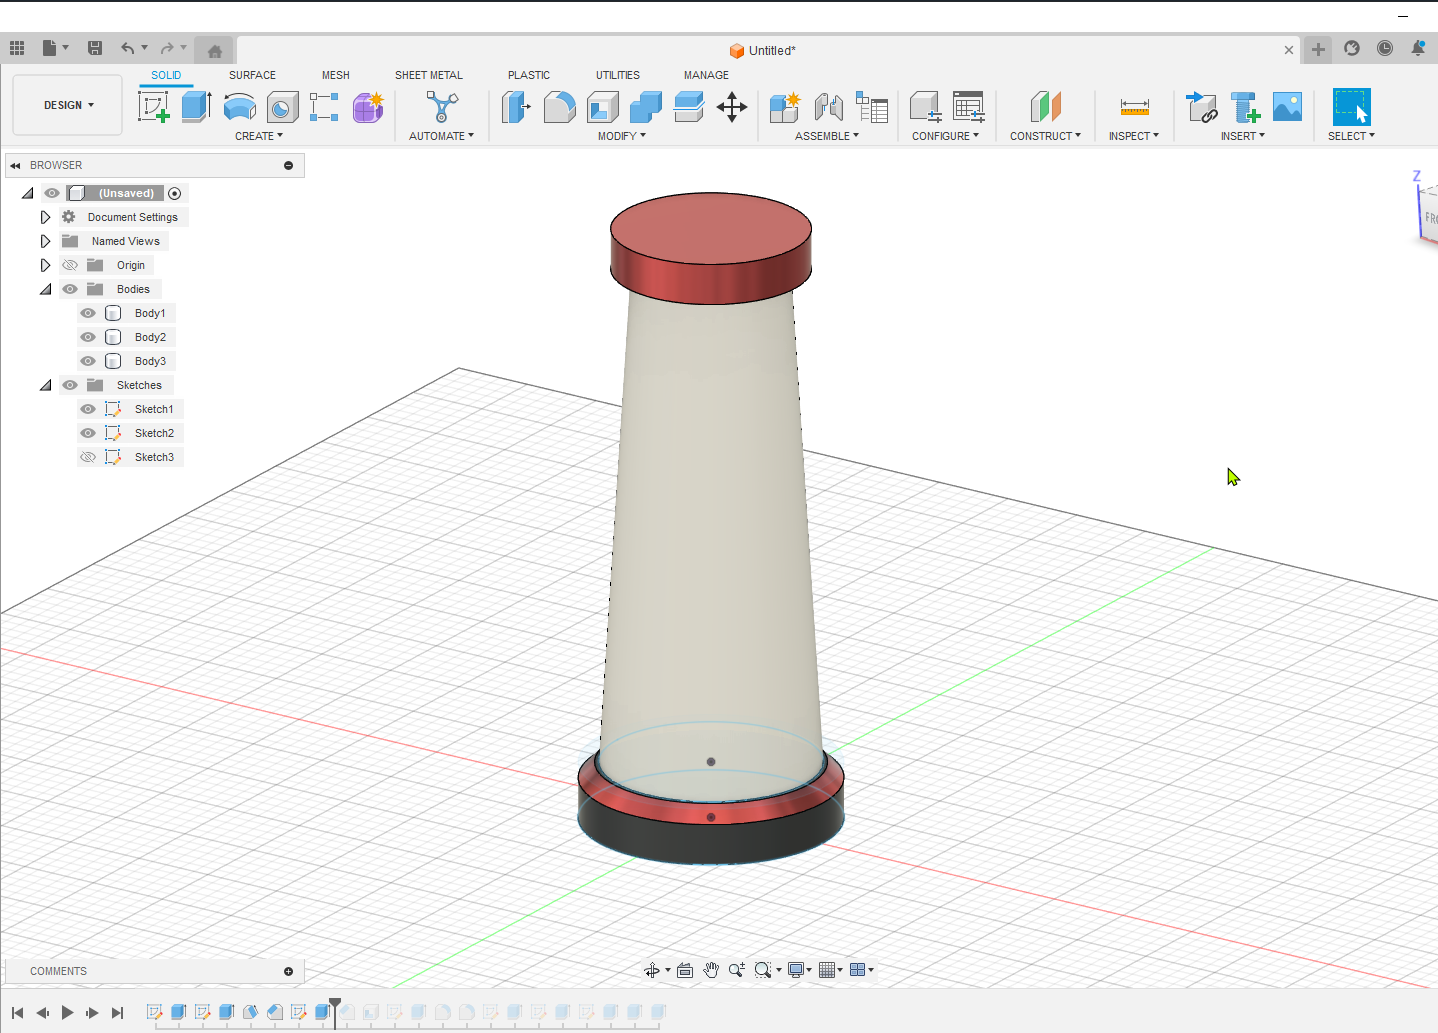 Untitled*
SOLID SURFACE MESH SHEET METAL PLASTIC UTILITIES MANAGE
DESIGN
CREATE AUTOMATE MODIFY ASSEMBLE CONFIGURE CONSTRUCT INSPECT INSERT SELECT
BROWSER
(Unsaved)
Document Settings
Named Views
Origin
Bodies
Body1
Body2
Body3
Sketches
Sketch1
Sketch2
Sketch3
Z
COMMENTS